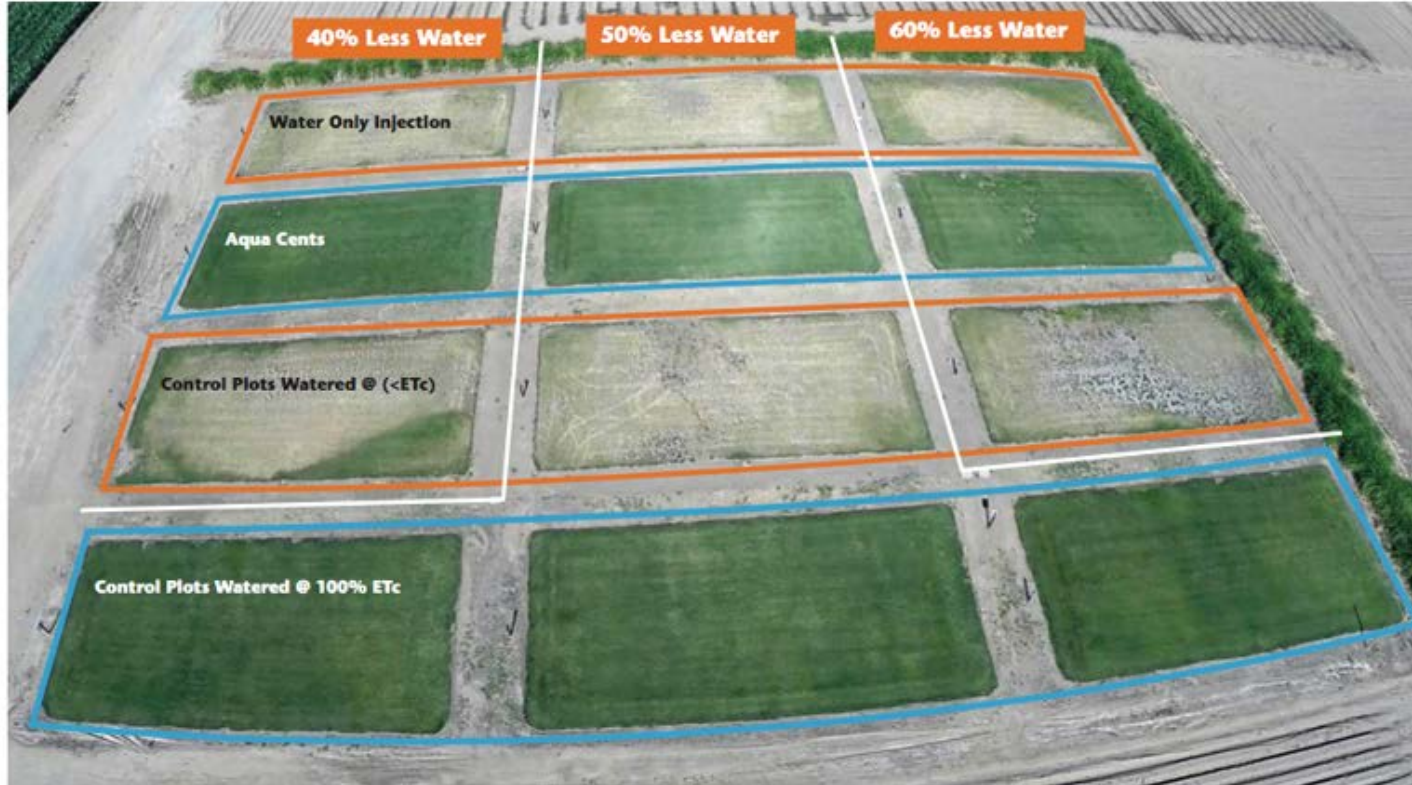 40% Less Water
50% Less Water
60% Less Water
Water Only Injection
Aqua Cents
Control Plots Watered @ (<ETc)
Control Plots Watered @ 100% ETc